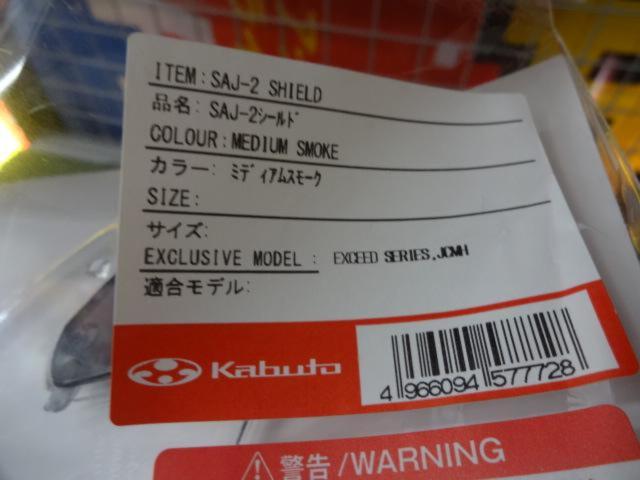 ITEM:SAJ-2 SHIELD
品名: SAJ-2ｼｰﾙﾄﾞ
COLOUR:MEDIUM SMOKE
カラー: ﾐﾃﾞｨｱﾑｽﾓｰｸ
SIZE:
サイズ:
EXCLUSIVE MODEL : EXCEED SERIES,JCMH
適合モデル:
Kabuto
4 966094 577728
警告/WARNING